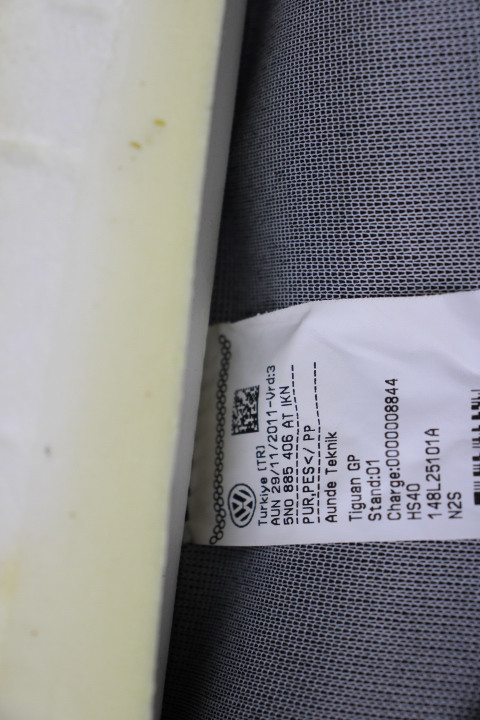 Türkiye (TR)
AUN 29/11/2011-Vrd:3
5N0 885 406 AT IKN
PUR,PES</ PP
Aunde Teknik
Tiguan GP
Stand:01
Charge:0000008844
HS40
148L25101A
N2S